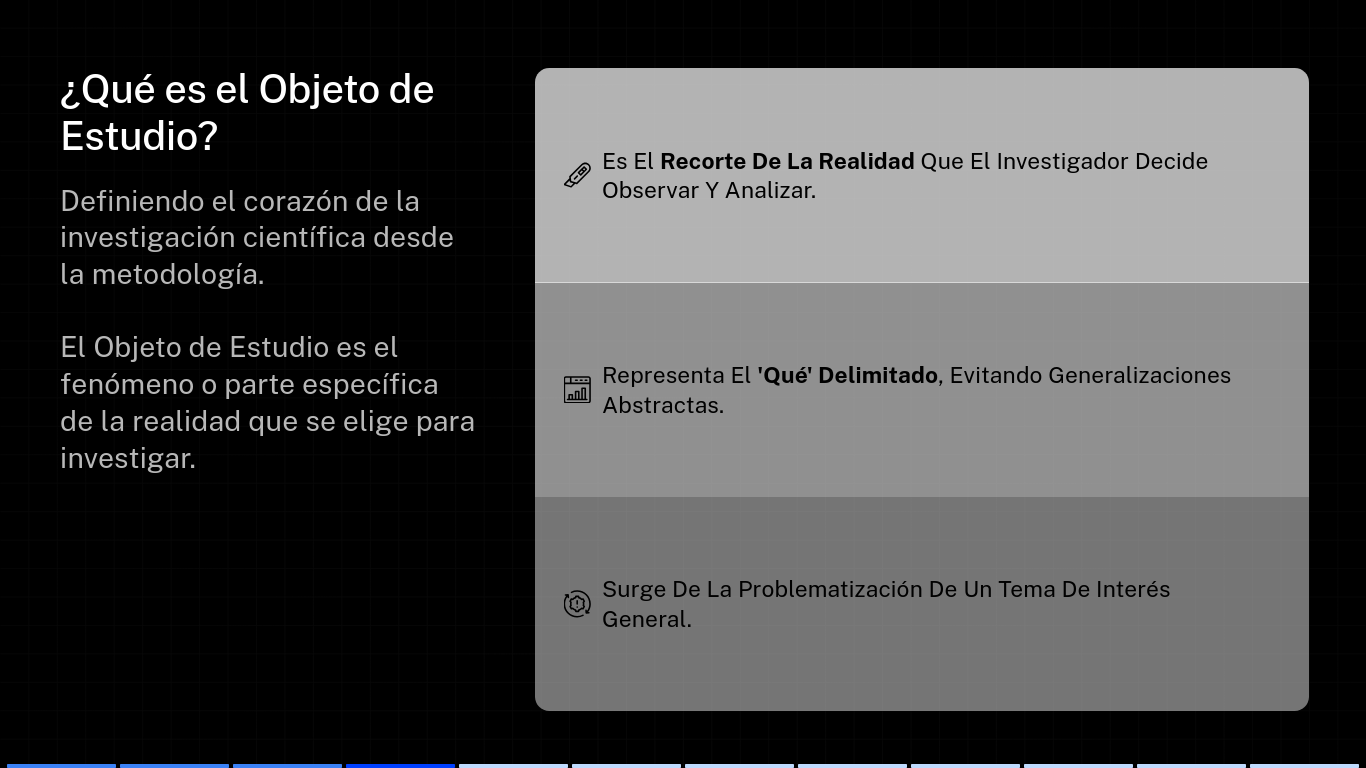 ¿Qué es el Objeto de
Estudio?
Definiendo el corazón de la
investigación científica desde
la metodología.
El Objeto de Estudio es el
fenómeno o parte específica
de la realidad que se elige para
investigar.
Es El Recorte De La Realidad Que El Investigador Decide
Observar Y Analizar.
Representa El 'Qué' Delimitado, Evitando Generalizaciones
Abstractas.
Surge De La Problematización De Un Tema De Interés
General.